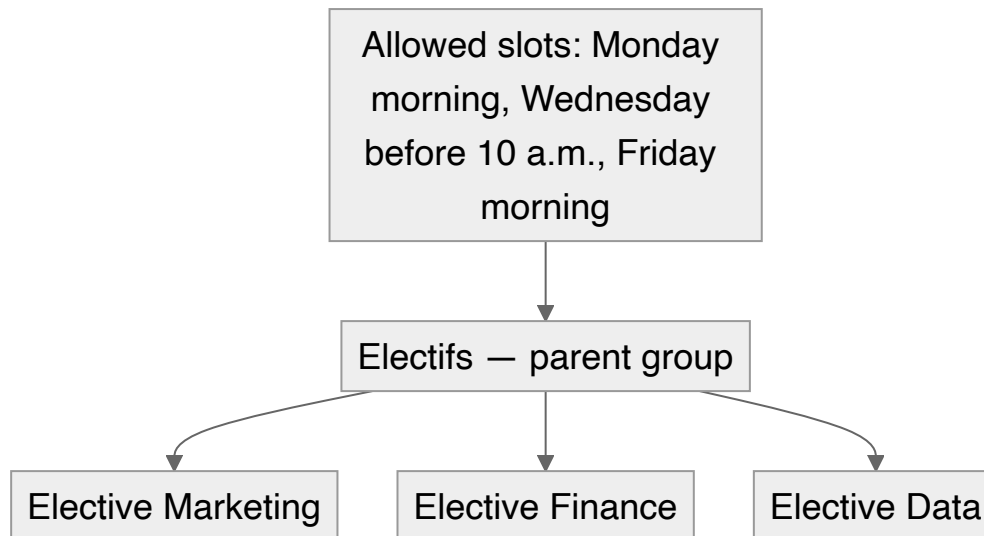 Allowed slots: Monday
morning, Wednesday
before 10 a.m., Friday
morning
Electifs — parent group
Elective Marketing
Elective Finance
Elective Data